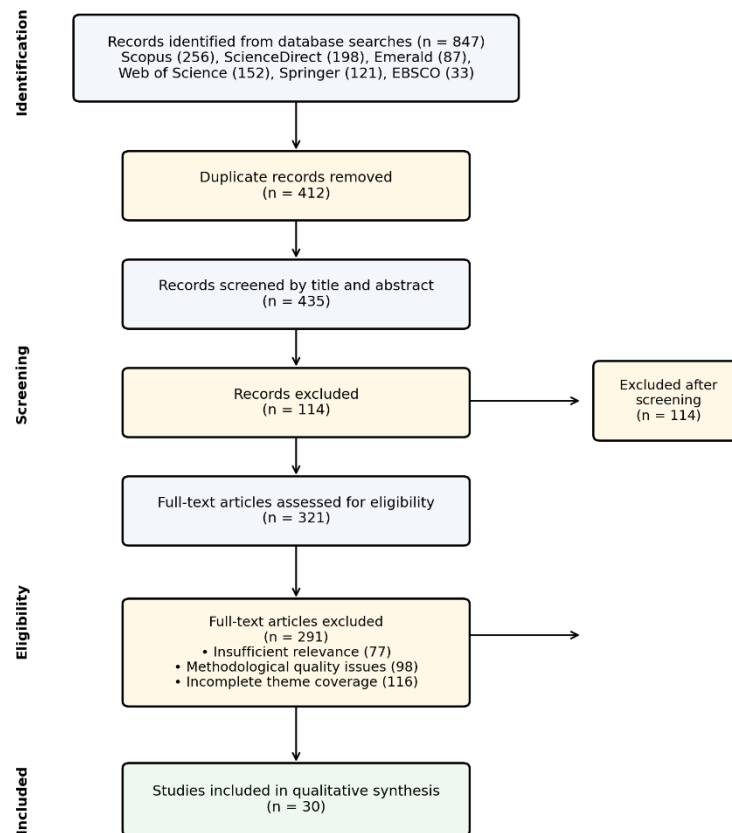 Identification
Records identified from database searches (n = 847)
Scopus (256), ScienceDirect (198), Emerald (87),
Web of Science (152), Springer (121), EBSCO (33)
Duplicate records removed
(n = 412)
Records screened by title and abstract
(n = 435)
Screening
Records excluded
(n = 114)
Excluded after
screening
(n = 114)
Full-text articles assessed for eligibility
(n = 321)
Eligibility
Full-text articles excluded
(n = 291)
• Insufficient relevance (77)
• Methodological quality issues (98)
• Incomplete theme coverage (116)
Included
Studies included in qualitative synthesis
(n = 30)